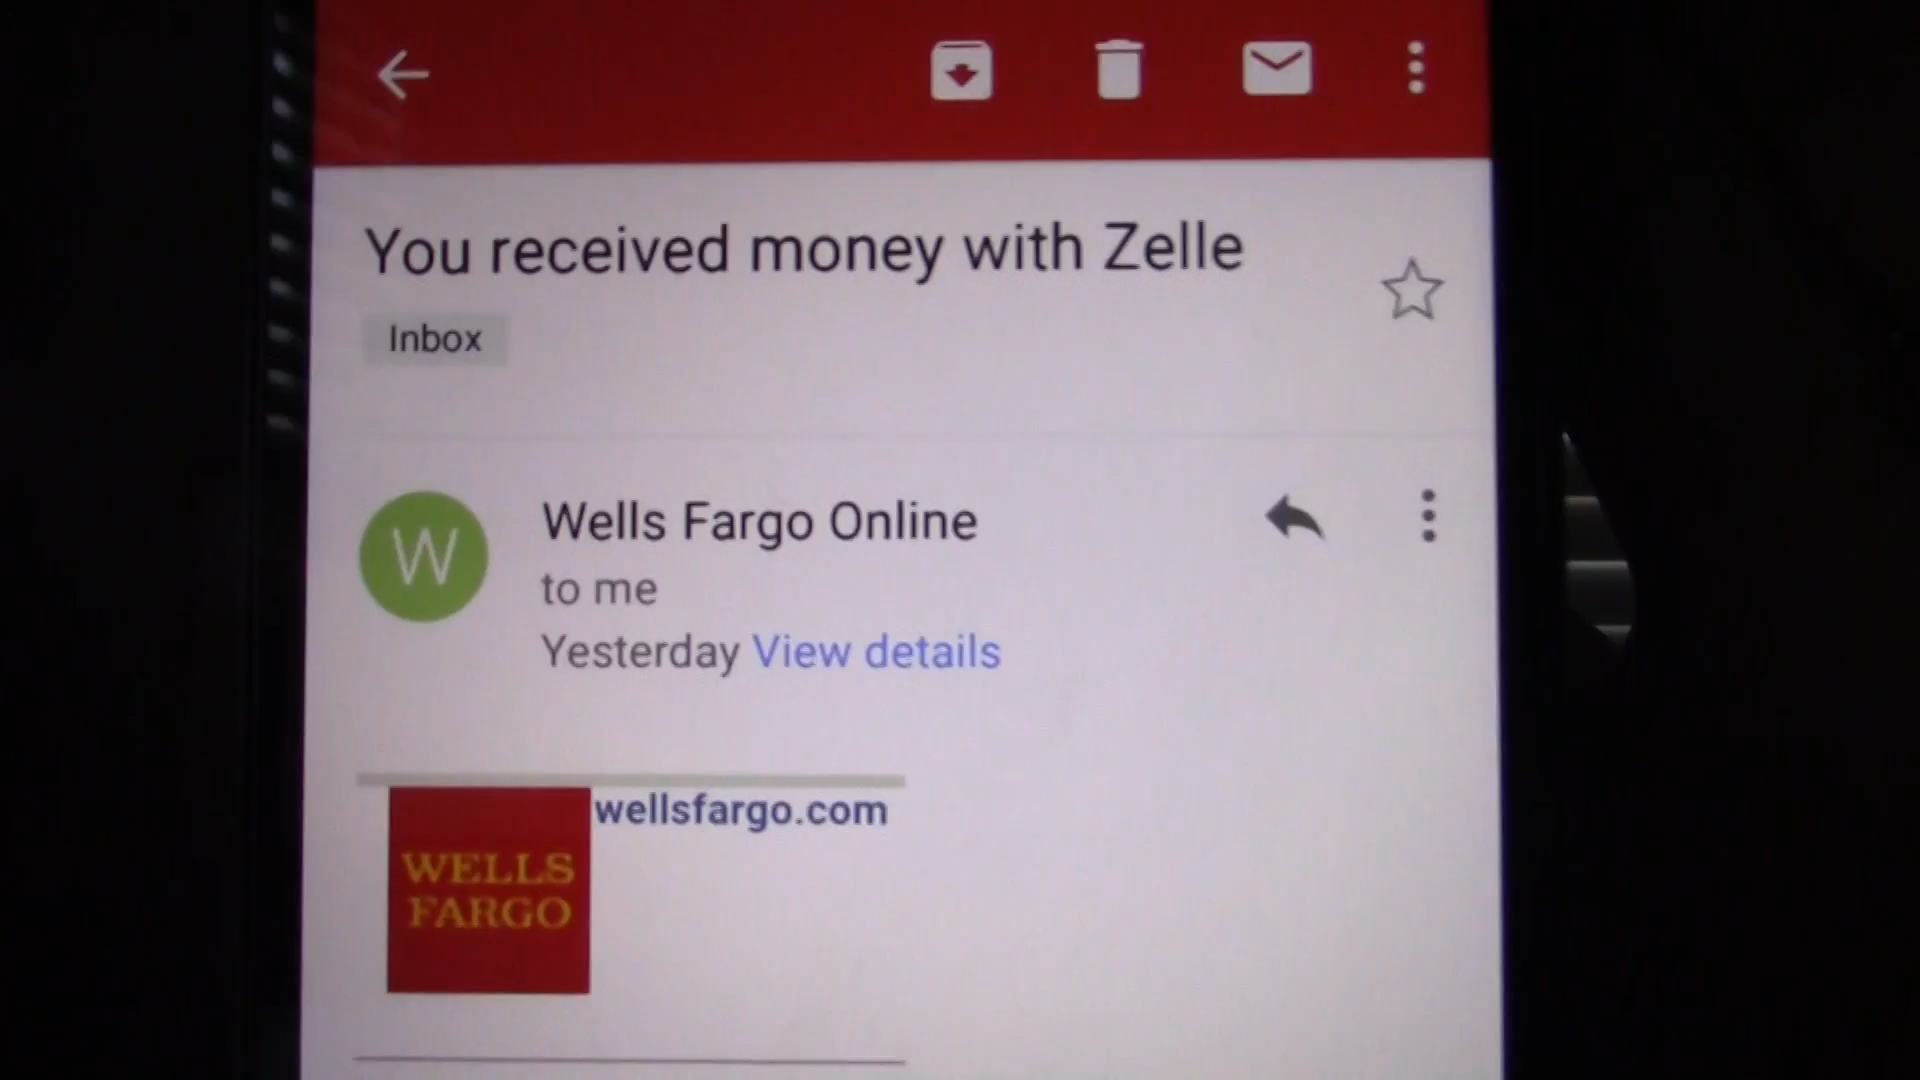 You received money with Zelle
Inbox
W
Wells Fargo Online
to me
Yesterday View details
wellsfargo.com
WELLS
FARGO